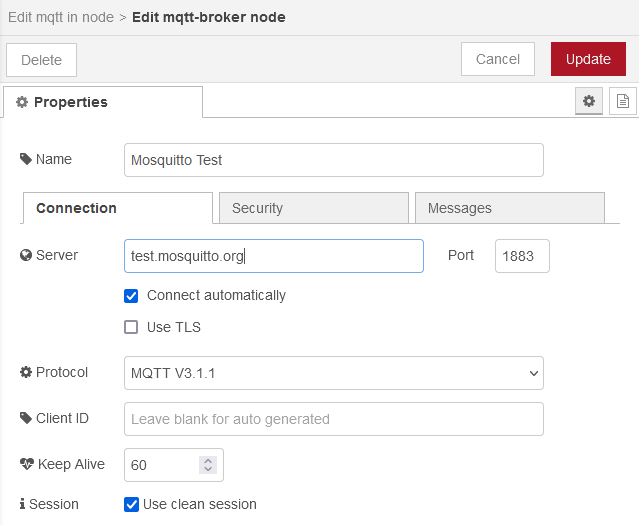 Edit mqtt in node > Edit mqtt-broker node
Delete Cancel Update
Properties
Name Mosquitto Test
Connection Security Messages
Server test.mosquitto.org Port 1883
Connect automatically
Use TLS
Protocol MQTT V3.1.1
Client ID Leave blank for auto generated
Keep Alive 60
Session Use clean session